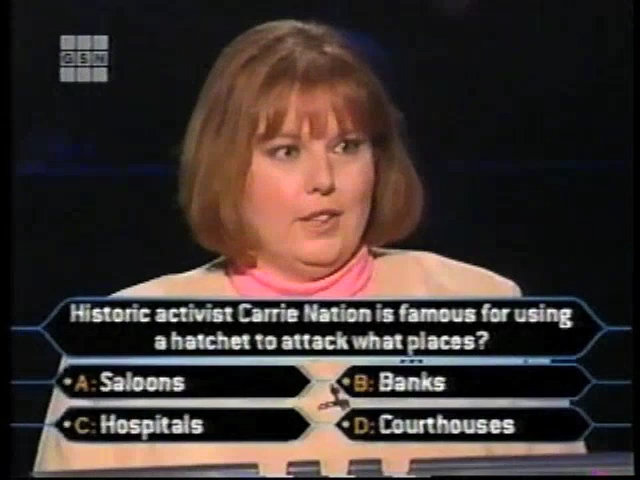 GSN
Historic activist Carrie Nation is famous for using
a hatchet to attack what places?
A: Saloons
B: Banks
C: Hospitals
D: Courthouses